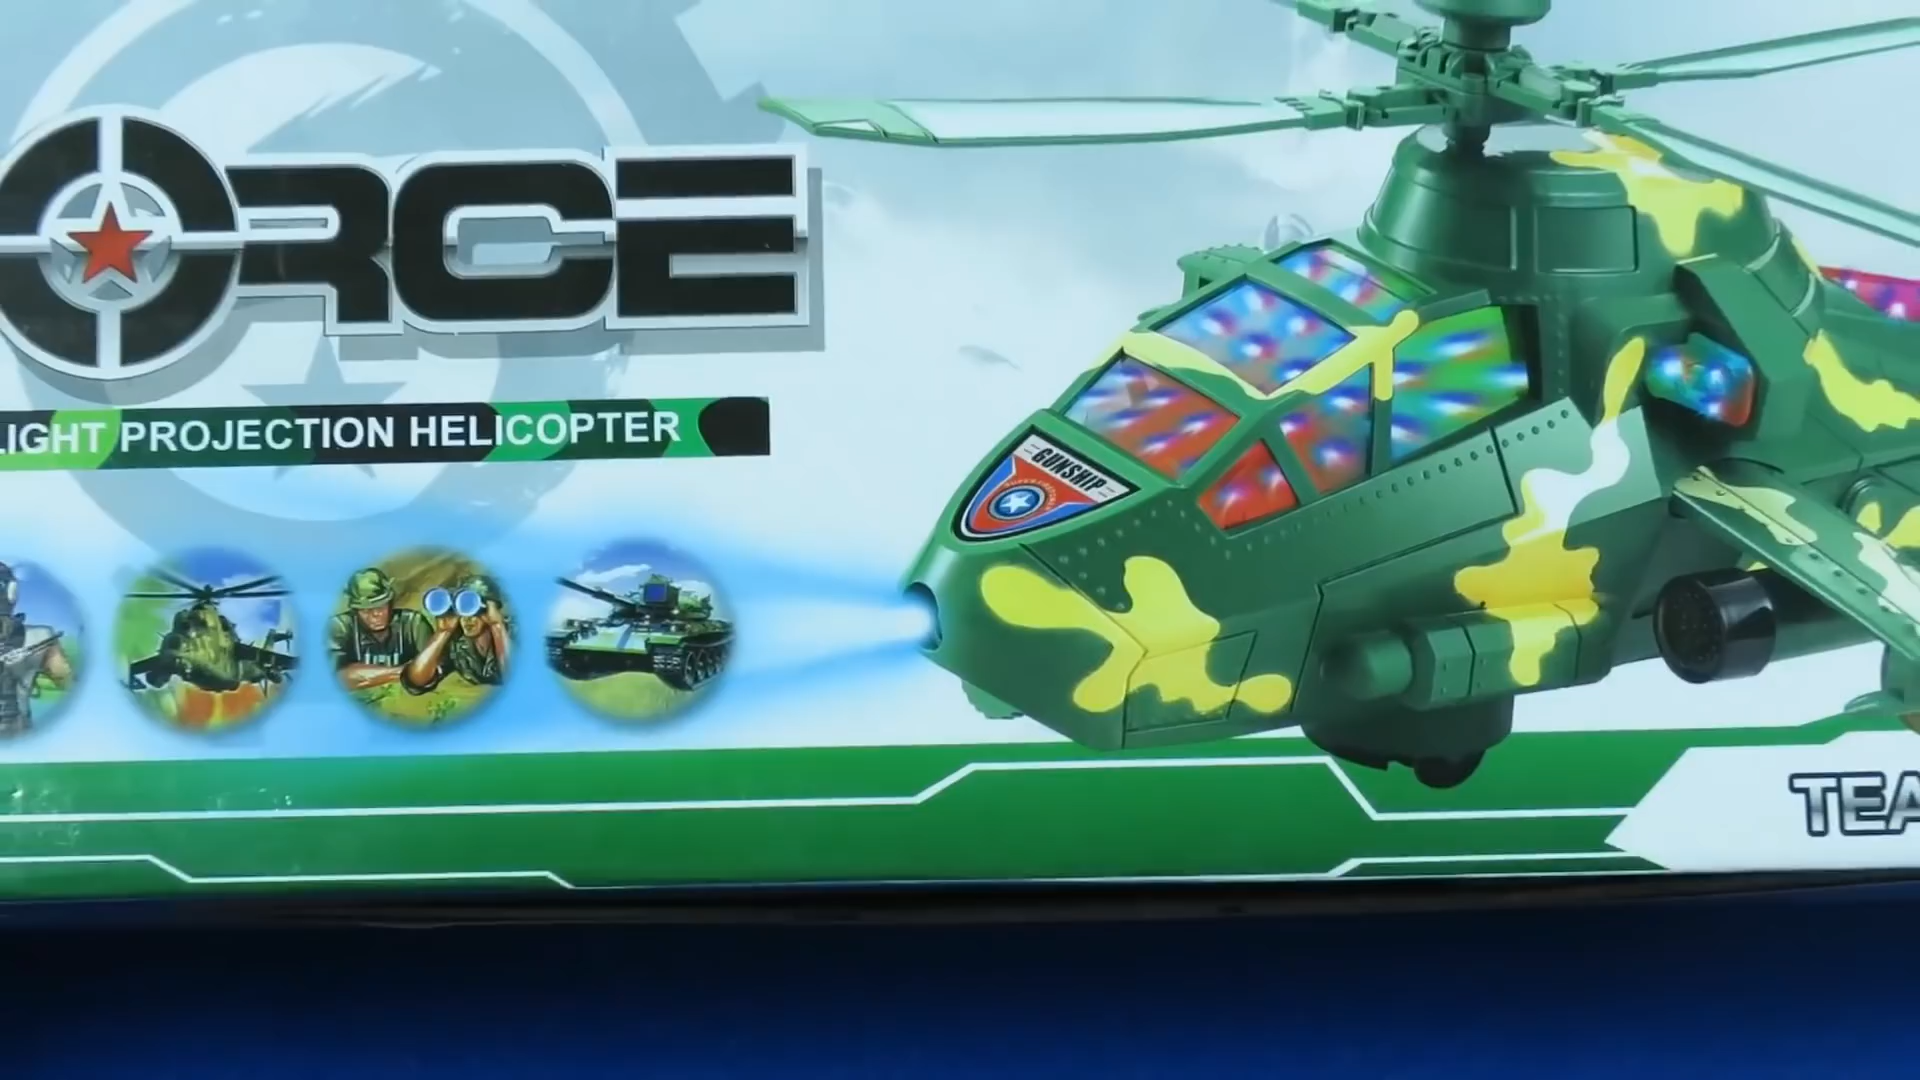 ORCE
LIGHT PROJECTION HELICOPTER
GUNSHIP
TEA